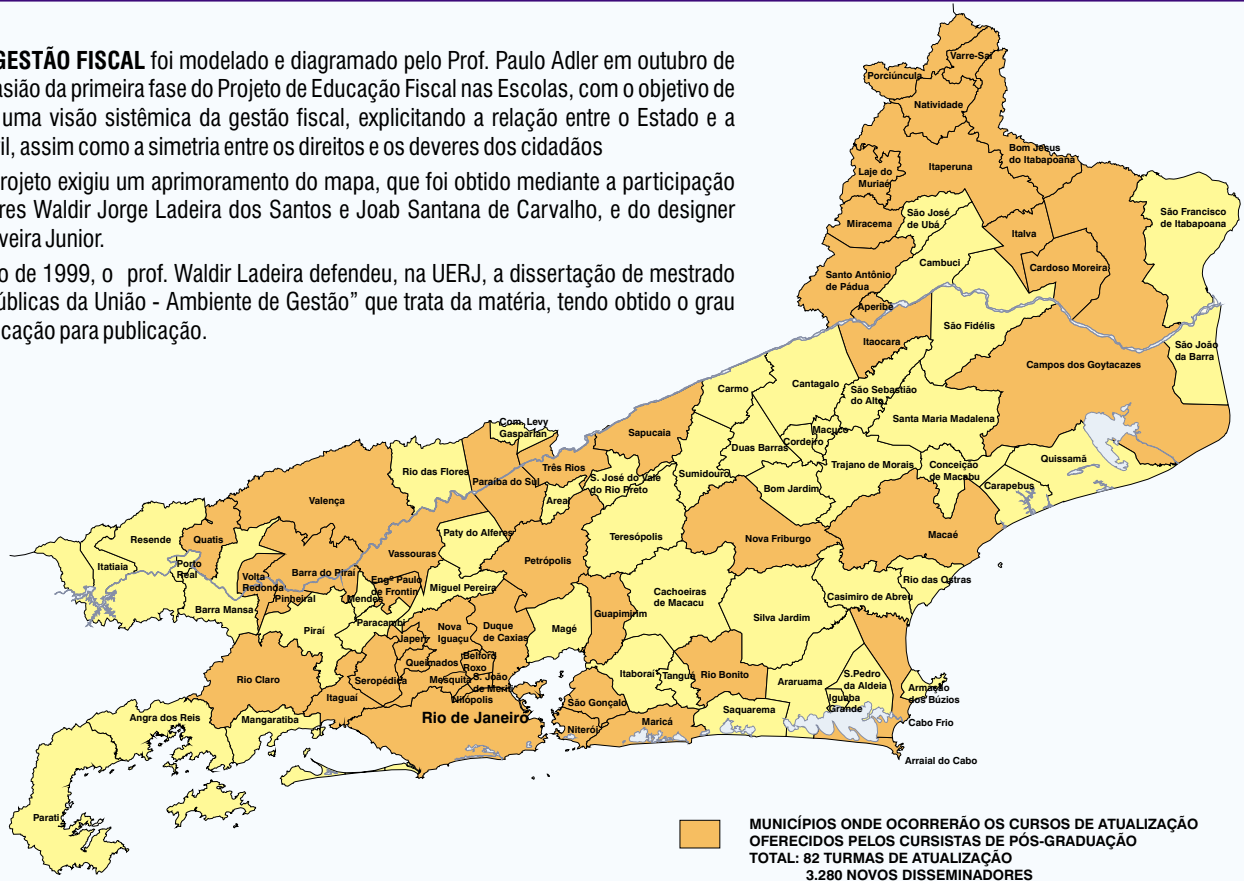 GESTÃO FISCAL foi modelado e diagramado pelo Prof. Paulo Adler em outubro de
asião da primeira fase do Projeto de Educação Fiscal nas Escolas, com o objetivo de
uma visão sistêmica da gestão fiscal, explicitando a relação entre o Estado e a
il, assim como a simetria entre os direitos e os deveres dos cidadãos
rojeto exigiu um aprimoramento do mapa, que foi obtido mediante a participação
res Waldir Jorge Ladeira dos Santos e Joab Santana de Carvalho, e do designer
veira Junior.
o de 1999, o prof. Waldir Ladeira defendeu, na UERJ, a dissertação de mestrado
úblicas da União - Ambiente de Gestão” que trata da matéria, tendo obtido o grau
cação para publicação.
Varre-Sai
Porciúncula
Natividade
Bom Jesus
do Itabapoana
Itaperuna
Laje do
Muriaé
São José
de Ubá
São Francisco
de Itabapoana
Miracema
Italva
Cambuci
Cardoso Moreira
Santo Antônio
de Pádua
Aperibé
São Fidélis
Itaocara
São João
da Barra
Campos dos Goytacazes
Cantagalo
Carmo
São Sebastião
do Alto
Santa Maria Madalena
Com. Levy
Gasparian
Sapucaia
Macuco
Cordeiro
Duas Barras
Quissamã
Trajano de Morais
Conceição
de Macabu
Carapebus
Três Rios
Rio das Flores
Paraíba do Sul
S. José do Vale
do Rio Preto
Sumidouro
Bom Jardim
Valença
Areal
Paty do Alferes
Teresópolis
Nova Friburgo
Macaé
Resende
Quatis
Vassouras
Petrópolis
Itatiaia
Porto
Real
Volta
Redonda
Barra do Piraí
Engº Paulo
de Frontin
Miguel Pereira
Rio das Ostras
Casimiro de Abreu
Cachoeiras
de Macacu
Pinheiral
Mendes
Barra Mansa
Piraí
Paracambi
Guapimirim
Silva Jardim
Nova
Iguaçu
Duque
de Caxias
Magé
Japeri
Queimados
Belford
Roxo
Rio Claro
Seropédica
Mesquita
S. João
de Meriti
Nilópolis
Itaboraí
Tanguá
Rio Bonito
Araruama
S.Pedro
da Aldeia
Iguaba
Grande
Armação
dos Búzios
Itaguaí
São Gonçalo
Saquarema
Angra dos Reis
Mangaratiba
Rio de Janeiro
Niterói
Maricá
Cabo Frio
Arraial do Cabo
Parati
MUNICÍPIOS ONDE OCORRERÃO OS CURSOS DE ATUALIZAÇÃO
OFERECIDOS PELOS CURSISTAS DE PÓS-GRADUAÇÃO
TOTAL: 82 TURMAS DE ATUALIZAÇÃO
3.280 NOVOS DISSEMINADORES